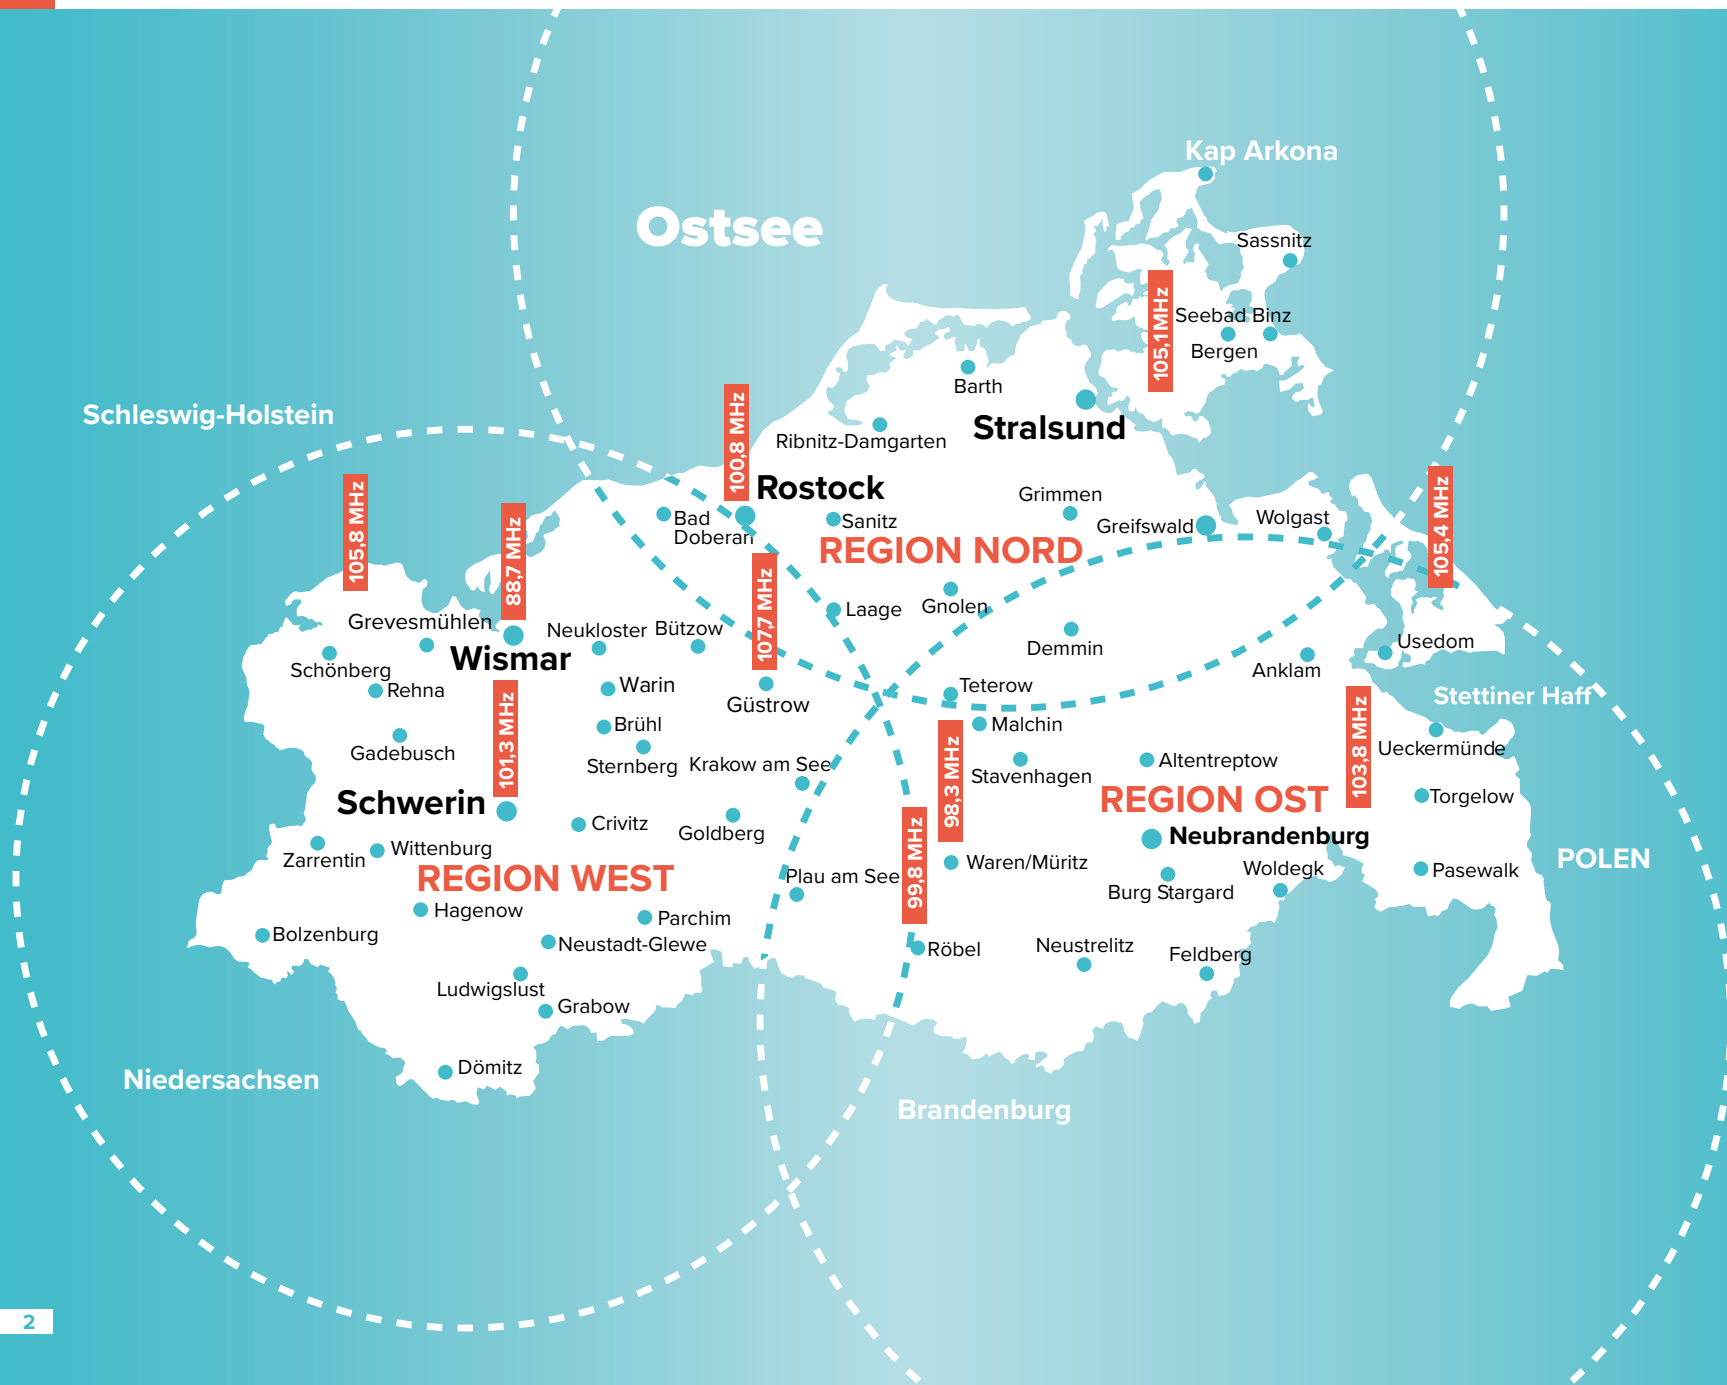 Kap Arkona
Ostsee
Sassnitz
105,1 MHz
Seebad Binz
Bergen
Barth
Schleswig-Holstein
Stralsund
Ribnitz-Damgarten
100,8 MHz
Rostock
105,8 MHz
88,7 MHz
Grimmen
105,4 MHz
Bad
Doberan
Sanitz
Greifswald
Wolgast
REGION NORD
107,7 MHz
Laage
Gnolen
Grevesmühlen
Neukloster
Bützow
Wismar
Demmin
Usedom
Schönberg
Anklam
Rehna
Warin
Teterow
Stettiner Haff
Güstrow
101,3 MHz
Brühl
Malchin
103,8 MHz
Gadebusch
Sternberg
Krakow am See
98,3 MHz
Stavenhagen
Altentreptow
Ueckermünde
Schwerin
REGION OST
Torgelow
Crivitz
Goldberg
Neubrandenburg
Zarrentin
Wittenburg
99,8 MHz
Waren/Müritz
Woldegk
POLEN
REGION WEST
Plau am See
Burg Stargard
Pasewalk
Hagenow
Parchim
Bolzenburg
Neustadt-Glewe
Röbel
Neustrelitz
Feldberg
Ludwigslust
Grabow
Dömitz
Niedersachsen
Brandenburg
2